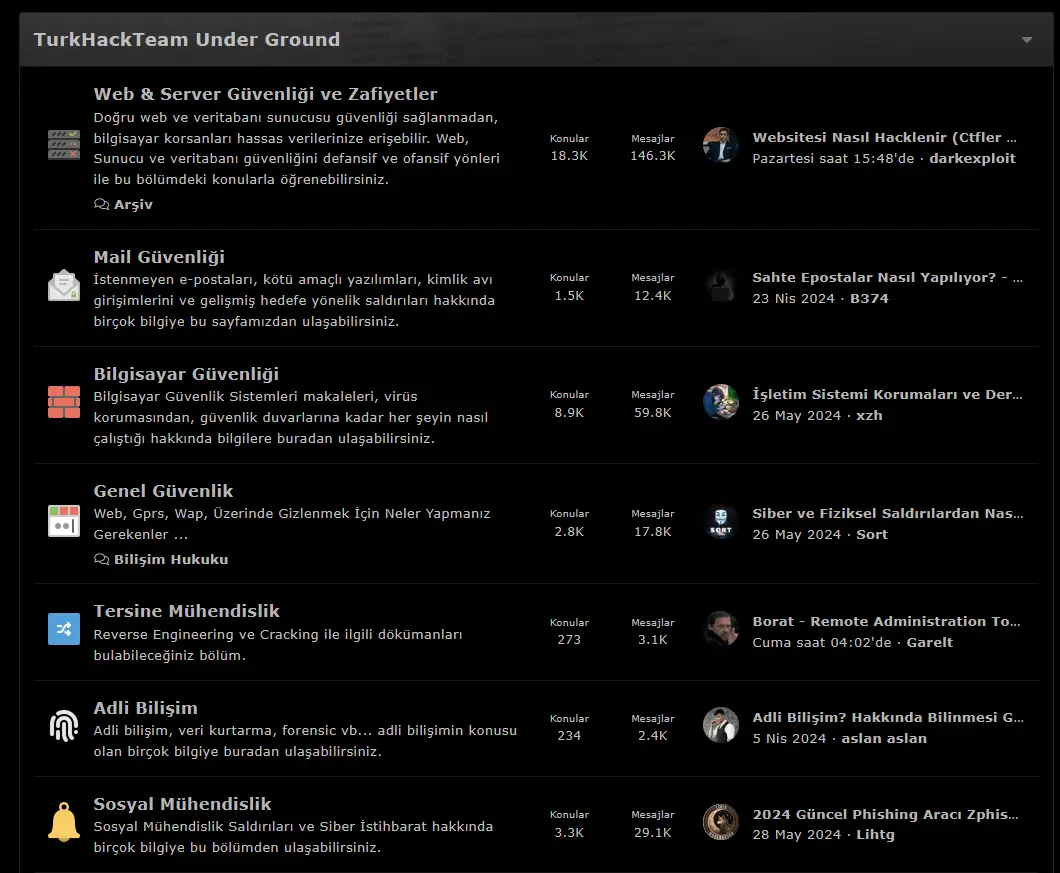 TurkHackTeam Under Ground
Web & Server Güvenliği ve Zafiyetler
Doğru web ve veritabanı sunucusu güvenliği sağlanmadan,
bilgisayar korsanları hassas verilerinize erişebilir. Web,
Sunucu ve veritabanı güvenliğini defansif ve ofansif yönleri
ile bu bölümdeki konularla öğrenebilirsiniz.
Arşiv
Konular
18.3K
Mesajlar
146.3K
Websitesi Nasıl Hacklenir (Ctfler ...
Pazartesi saat 15:48'de · darkexploit
Mail Güvenliği
İstenmeyen e-postaları, kötü amaçlı yazılımları, kimlik avı
girişimlerini ve gelişmiş hedefe yönelik saldırıları hakkında
birçok bilgiye bu sayfamızdan ulaşabilirsiniz.
Konular
1.5K
Mesajlar
12.4K
Sahte Epostalar Nasıl Yapılıyor? - ...
23 Nis 2024 · B374
Bilgisayar Güvenliği
Bilgisayar Güvenlik Sistemleri makaleleri, virüs
korumasından, güvenlik duvarlarına kadar her şeyin nasıl
çalıştığı hakkında bilgilere buradan ulaşabilirsiniz.
Konular
8.9K
Mesajlar
59.8K
İşletim Sistemi Korumaları ve Der...
26 May 2024 · xzh
Genel Güvenlik
Web, Gprs, Wap, Üzerinde Gizlenmek İçin Neler Yapmanız
Gerekenler ...
Bilişim Hukuku
Konular
2.8K
Mesajlar
17.8K
SORT
Siber ve Fiziksel Saldırılardan Nas...
26 May 2024 · Sort
Tersine Mühendislik
Reverse Engineering ve Cracking ile ilgili dökümanları
bulabileceğiniz bölüm.
Konular
273
Mesajlar
3.1K
Borat - Remote Administration To...
Cuma saat 04:02'de · Garelt
Adli Bilişim
Adli bilişim, veri kurtarma, forensic vb... adli bilişimin konusu
olan birçok bilgiye buradan ulaşabilirsiniz.
Konular
234
Mesajlar
2.4K
Adli Bilişim? Hakkında Bilinmesi G...
5 Nis 2024 · aslan aslan
Sosyal Mühendislik
Sosyal Mühendislik Saldırıları ve Siber İstihbarat hakkında
birçok bilgiye bu bölümden ulaşabilirsiniz.
Konular
3.3K
Mesajlar
29.1K
2024 Güncel Phishing Aracı Zphis...
28 May 2024 · Lihtg